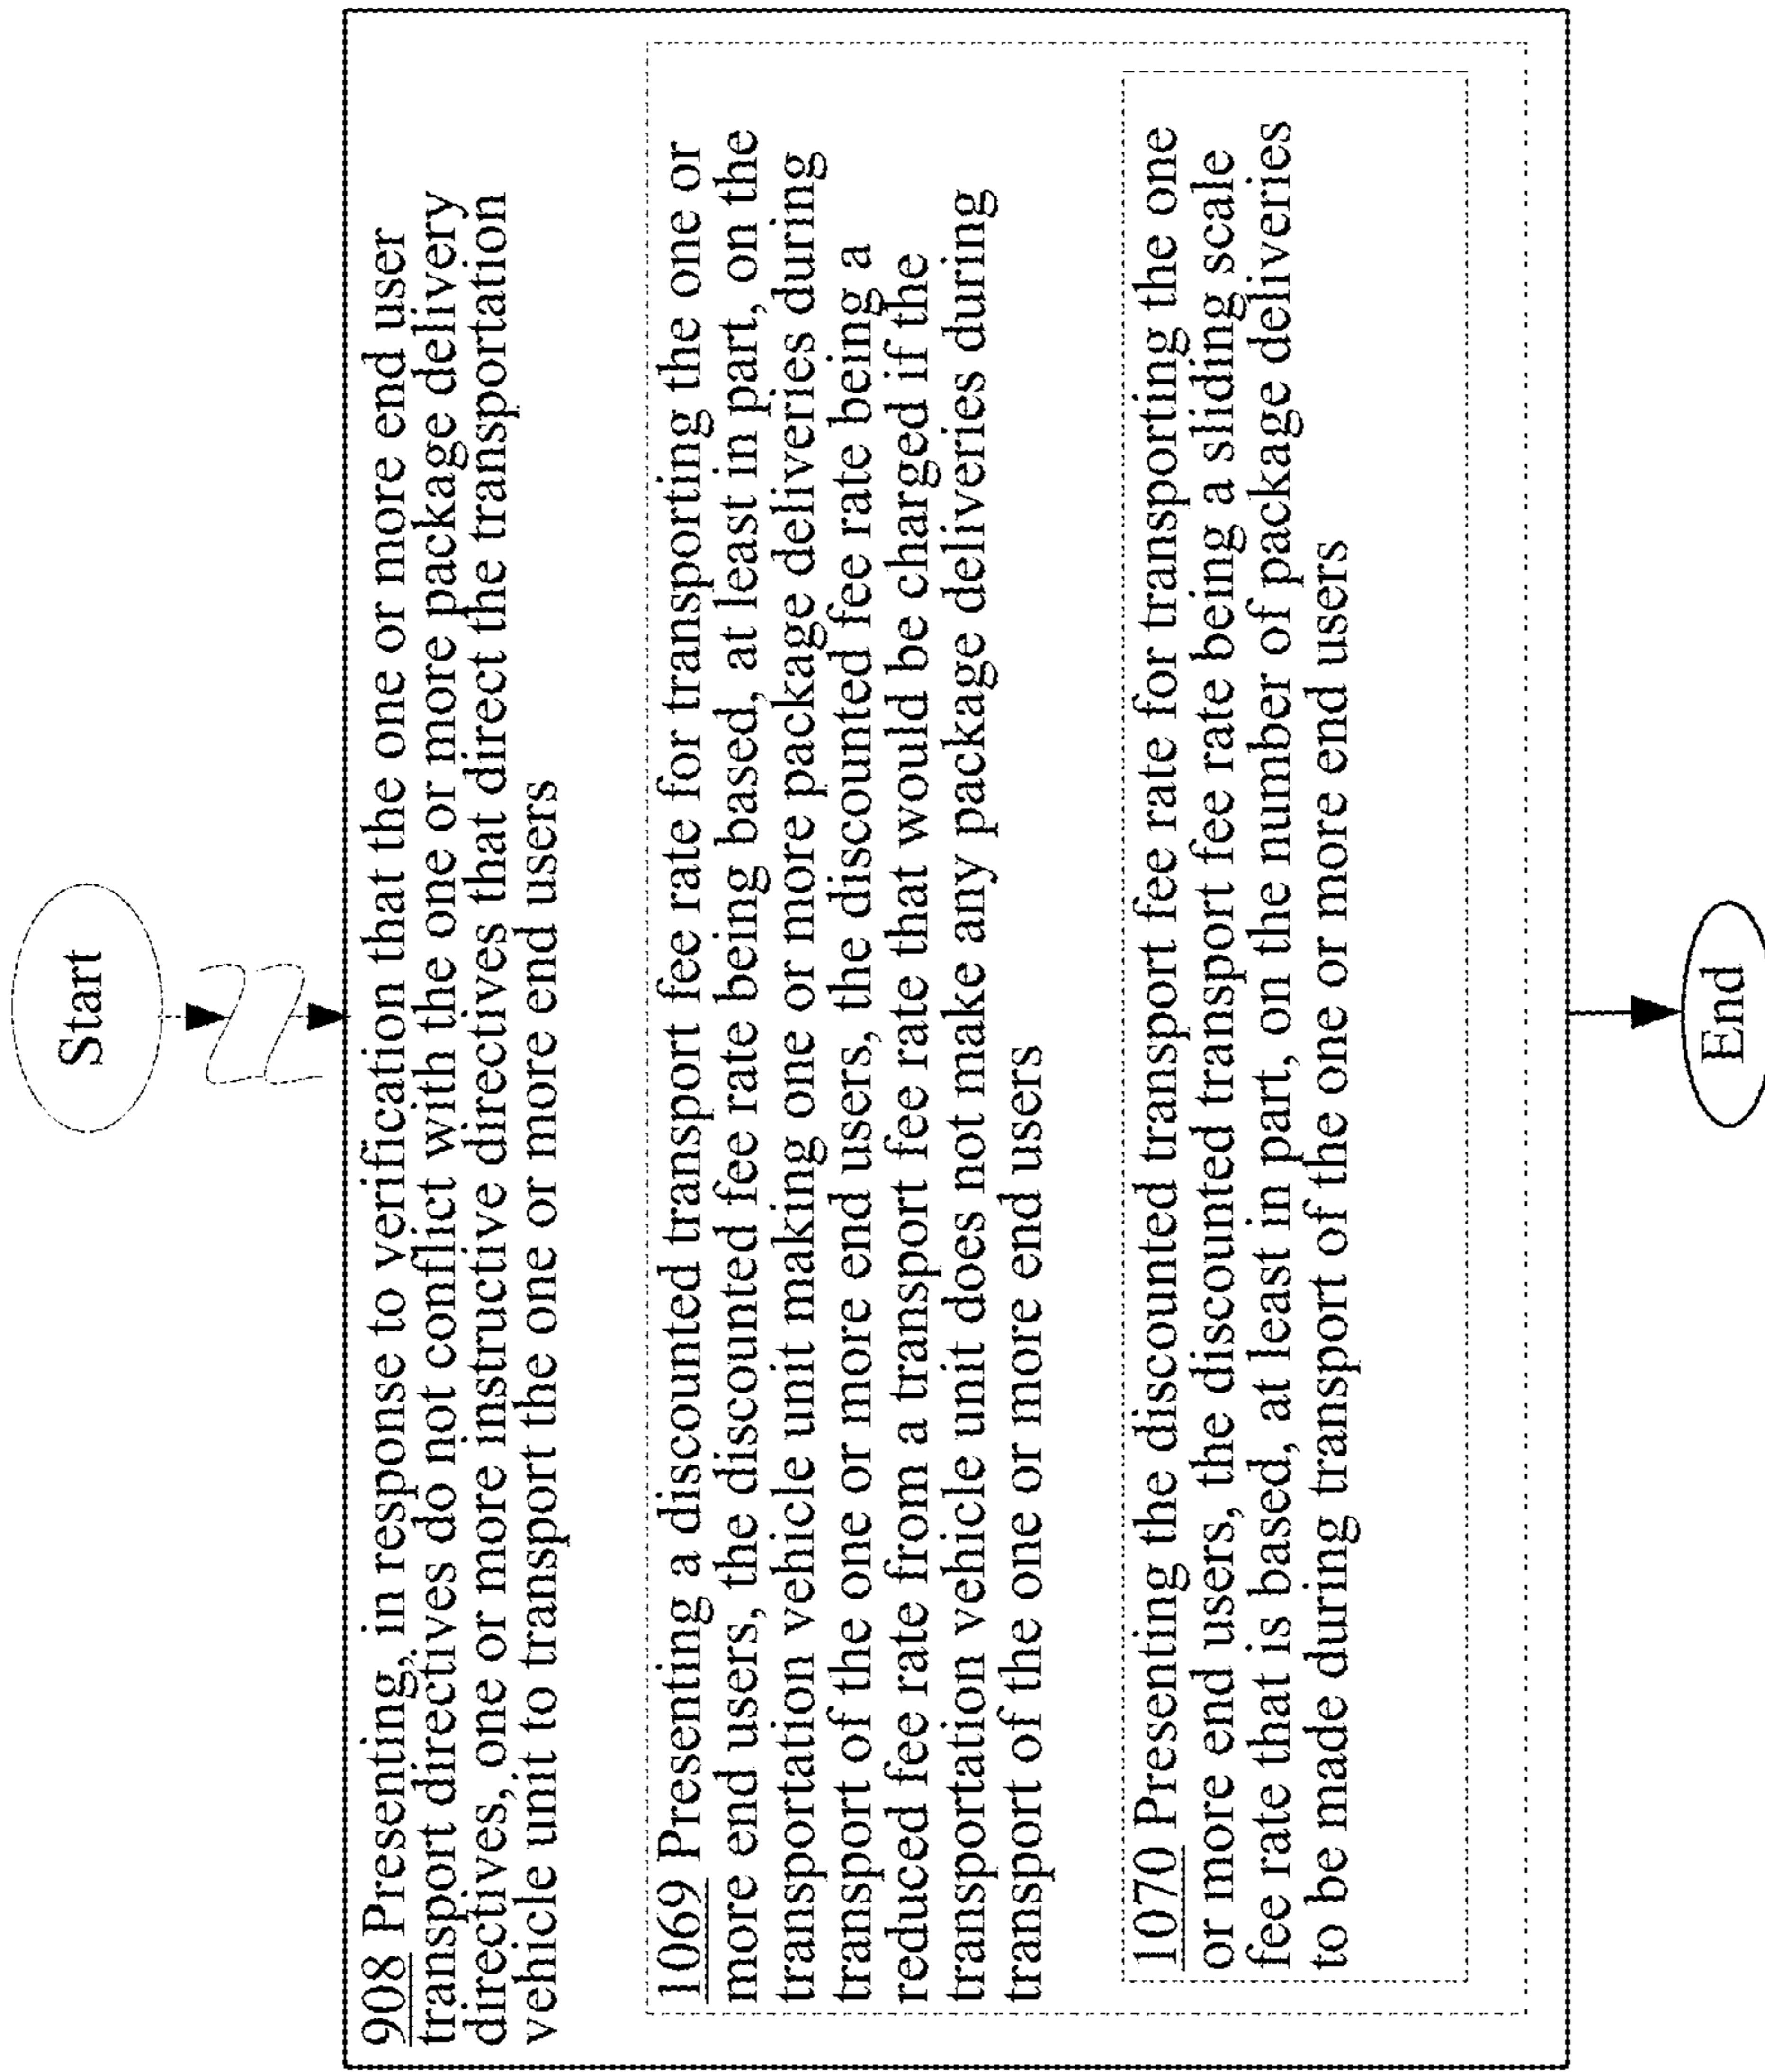 Start
908 Presenting, in response to verification that the one or more end user
transport directives do not conflict with the one or more package delivery
directives, one or more instructive directives that direct the transportation
vehicle unit to transport the one or more end users
1069 Presenting a discounted transport fee rate for transporting the one or
more end users, the discounted fee rate being based, at least in part, on the
transportation vehicle unit making one or more package deliveries during
transport of the one or more end users, the discounted fee rate being a
reduced fee rate from a transport fee rate that would be charged if the
transportation vehicle unit does not make any package deliveries during
transport of the one or more end users
1070 Presenting the discounted transport fee rate for transporting the one
or more end users, the discounted transport fee rate being a sliding scale
fee rate that is based, at least in part, on the number of package deliveries
to be made during transport of the one or more end users
End